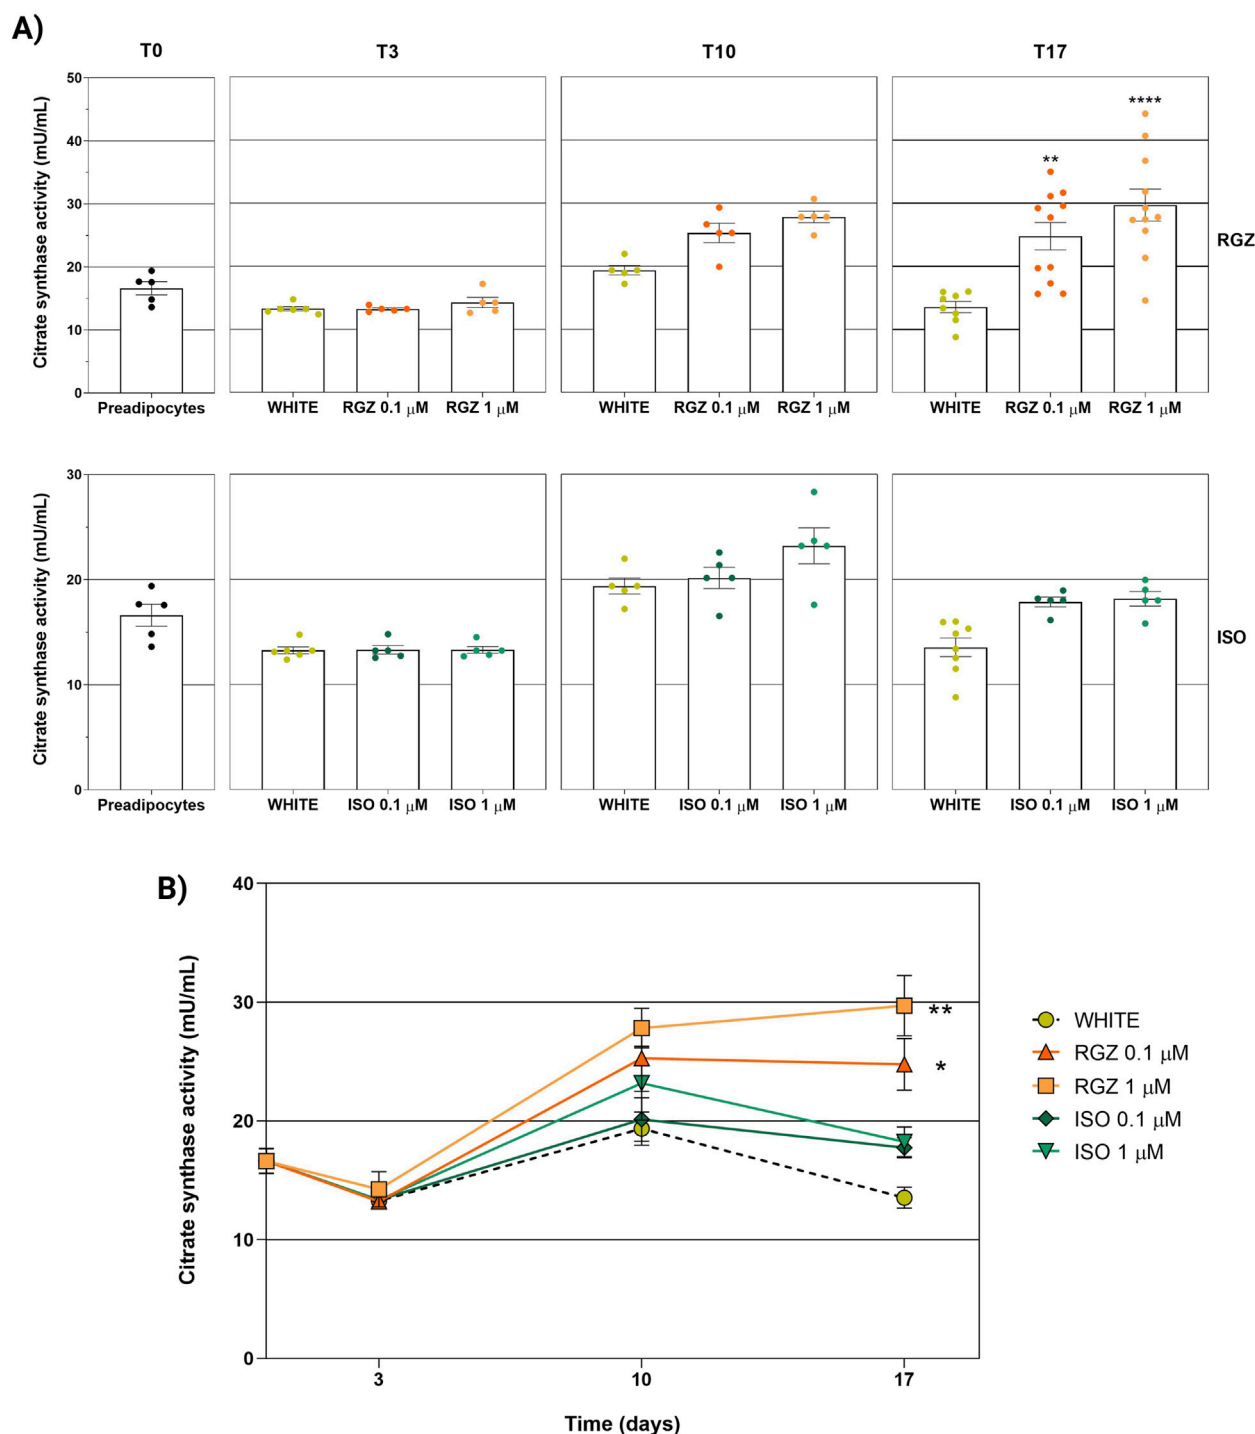 A)
T0 T3 T10 T17
Citrate synthase activity (mU/mL)
50
40
30
20
10
0
** ****
RGZ
Preadipocytes WHITE RGZ 0.1 μM RGZ 1 μM WHITE RGZ 0.1 μM RGZ 1 μM WHITE RGZ 0.1 μM RGZ 1 μM
Citrate synthase activity (mU/mL)
30
20
10
0
ISO
Preadipocytes WHITE ISO 0.1 μM ISO 1 μM WHITE ISO 0.1 μM ISO 1 μM WHITE ISO 0.1 μM ISO 1 μM
B)
Citrate synthase activity (mU/mL)
40
30
20
10
0
**
*
3 10 17
Time (days)
WHITE
RGZ 0.1 μM
RGZ 1 μM
ISO 0.1 μM
ISO 1 μM